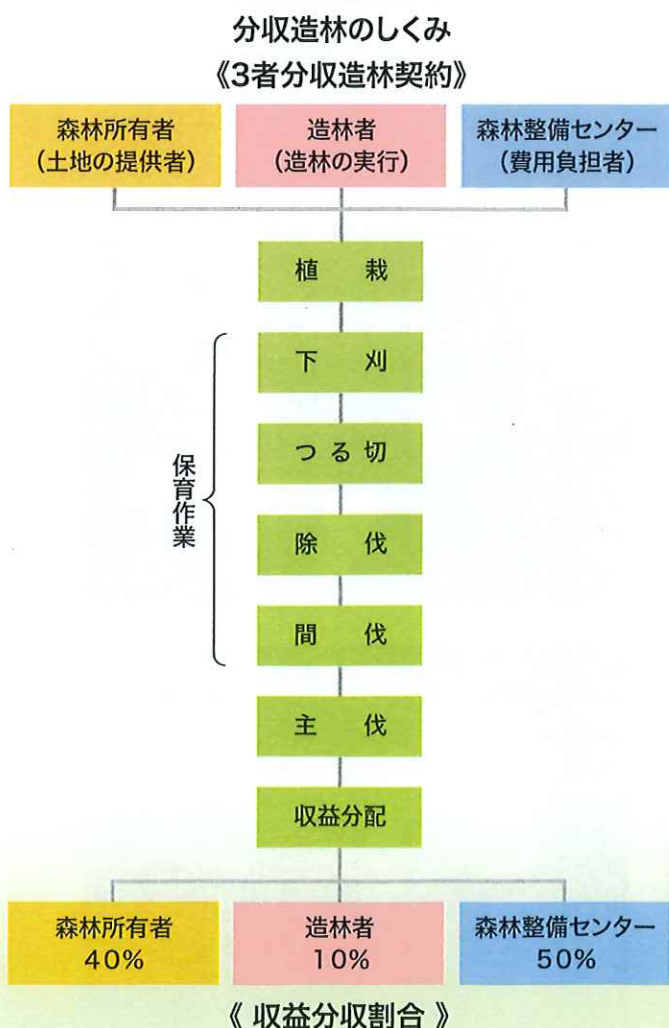 分収造林のしくみ
《3者分収造林契約》
森林所有者
(土地の提供者)
造林者
(造林の実行)
森林整備センター
(費用負担者)
植 栽
保育作業
下 刈
つ る 切
除 伐
間 伐
主 伐
収益分配
森林所有者
40%
造林者
10%
森林整備センター
50%
《 収益分収割合 》